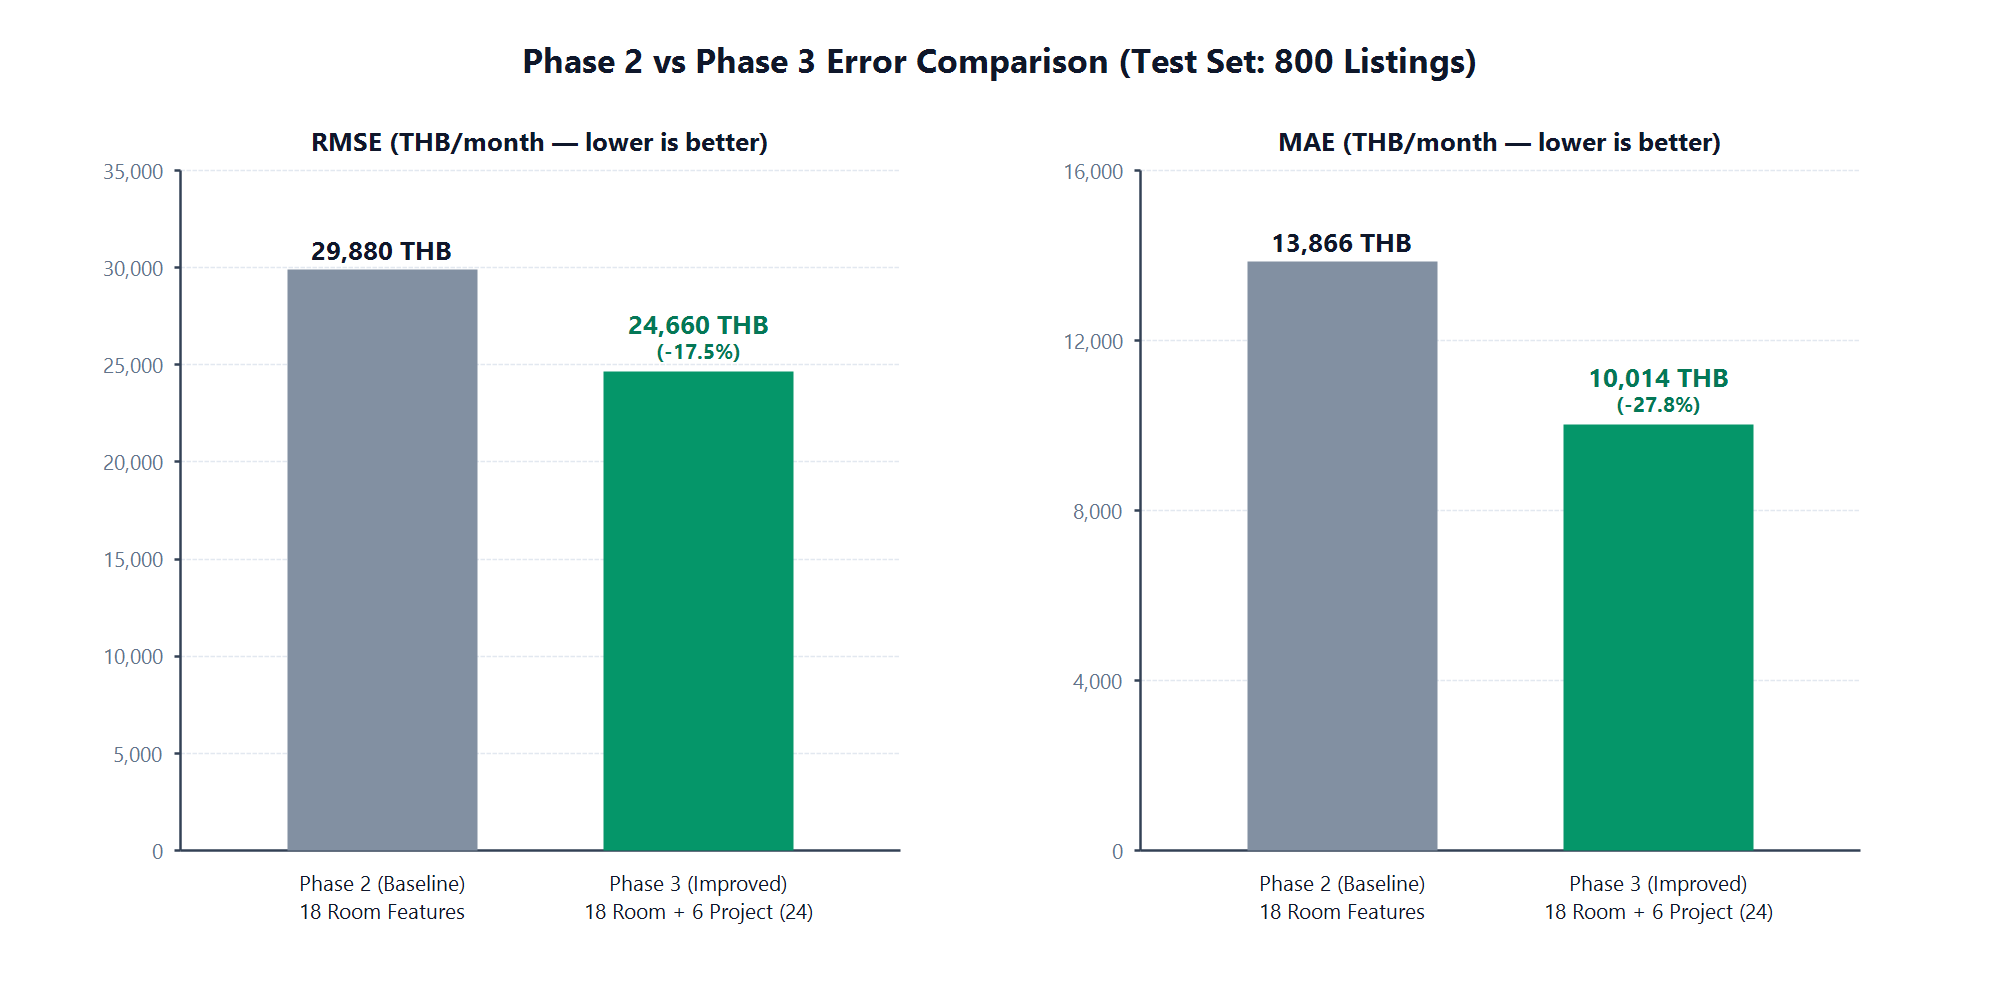 Phase 2 vs Phase 3 Error Comparison (Test Set: 800 Listings)
RMSE (THB/month — lower is better)
35,000
30,000
25,000
20,000
15,000
10,000
5,000
0
29,880 THB
24,660 THB
(-17.5%)
Phase 2 (Baseline)
18 Room Features
Phase 3 (Improved)
18 Room + 6 Project (24)
MAE (THB/month — lower is better)
16,000
12,000
8,000
4,000
0
13,866 THB
10,014 THB
(-27.8%)
Phase 2 (Baseline)
18 Room Features
Phase 3 (Improved)
18 Room + 6 Project (24)